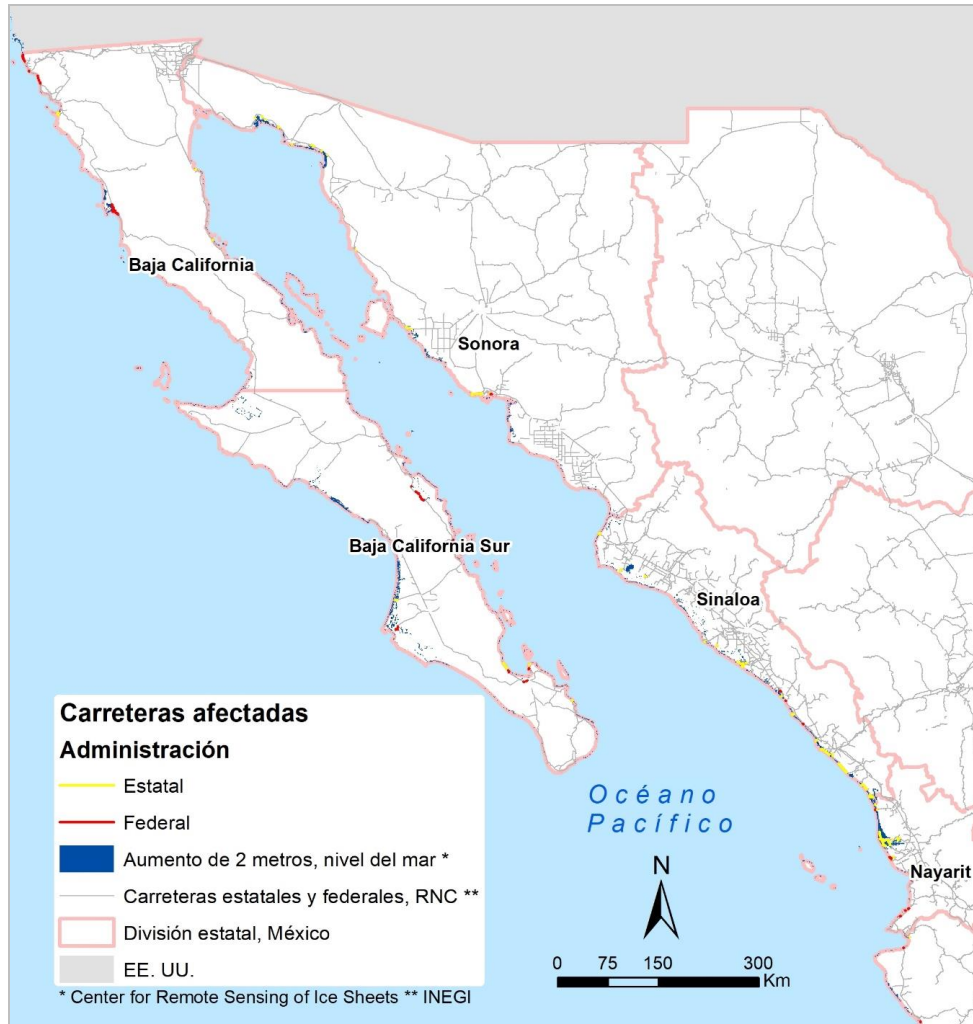 Baja California
Sonora
Baja California Sur
Sinaloa
Carreteras afectadas
Administración
Estatal
Federal
Aumento de 2 metros, nivel del mar *
Carreteras estatales y federales, RNC **
División estatal, México
EE. UU.
* Center for Remote Sensing of Ice Sheets ** INEGI
Océano
Pacífico
N
0 75 150 300
Km
Nayarit